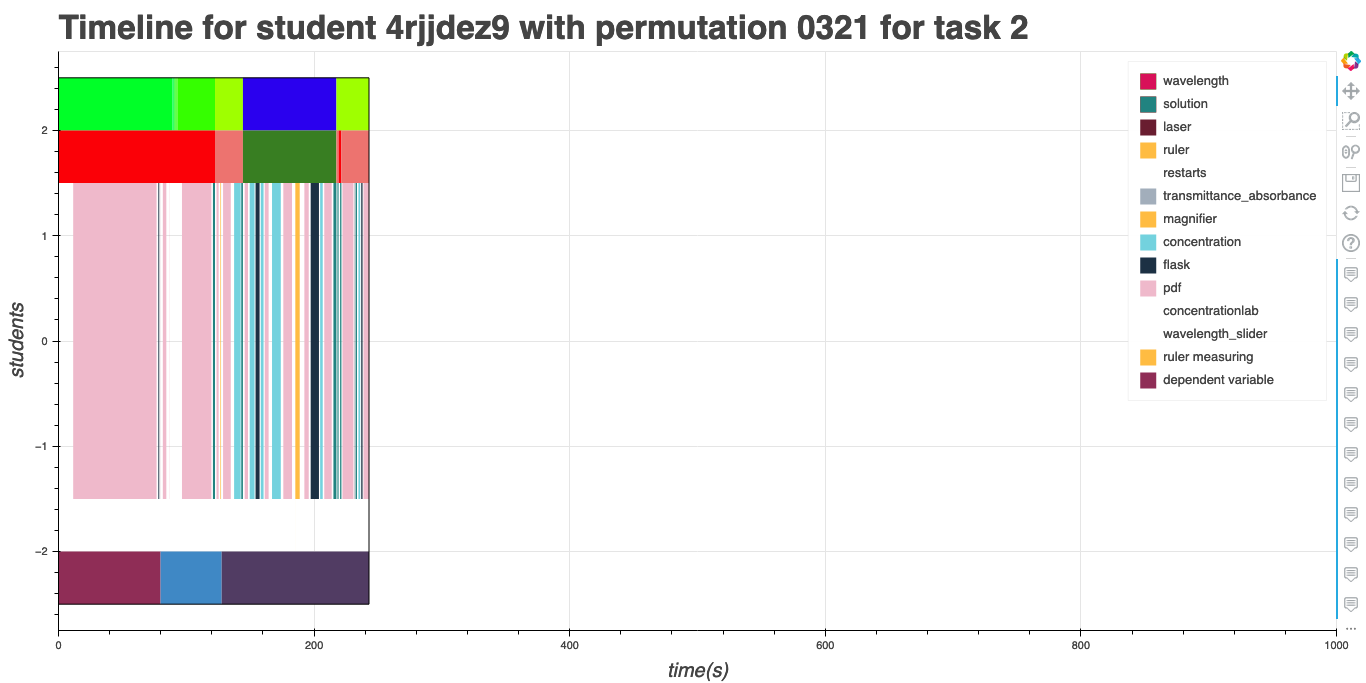 Timeline for student 4rjjdez9 with permutation 0321 for task 2
wavelength
solution
laser
ruler
restarts
transmittance_absorbance
magnifier
concentration
flask
pdf
concentrationlab
wavelength_slider
ruler measuring
dependent variable
students
2
1
0
−1
−2
0
200
400
600
800
1000
time(s)